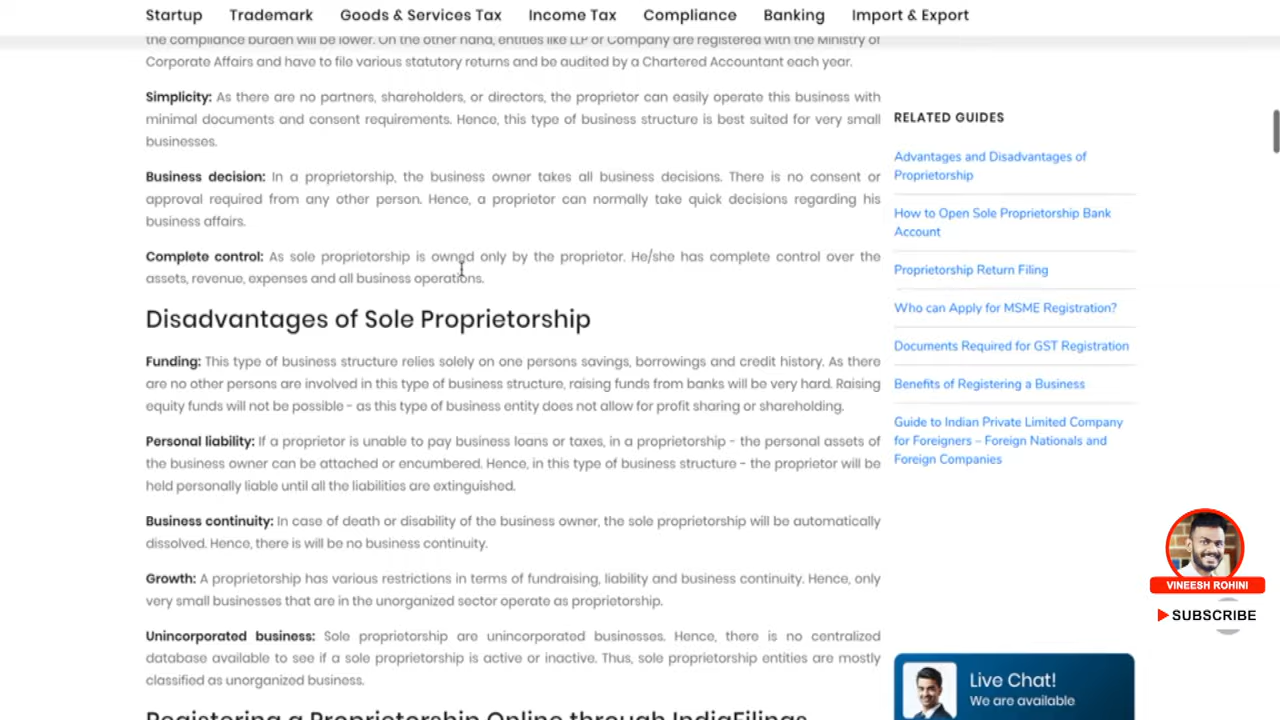 Startup Trademark Goods & Services Tax Income Tax Compliance Banking Import & Export
the compliance burden will be lower. On the other hand, entities like LLP or Company are registered with the Ministry of
Corporate Affairs and have to file various statutory returns and be audited by a Chartered Accountant each year.
Simplicity: As there are no partners, shareholders, or directors, the proprietor can easily operate this business with
minimal documents and consent requirements. Hence, this type of business structure is best suited for very small
businesses.
Business decision: In a proprietorship, the business owner takes all business decisions. There is no consent or
approval required from any other person. Hence, a proprietor can normally take quick decisions regarding his
business affairs.
Complete control: As sole proprietorship is owned only by the proprietor. He/she has complete control over the
assets, revenue, expenses and all business operations.
Disadvantages of Sole Proprietorship
Funding: This type of business structure relies solely on one persons savings, borrowings and credit history. As there
are no other persons are involved in this type of business structure, raising funds from banks will be very hard. Raising
equity funds will not be possible - as this type of business entity does not allow for profit sharing or shareholding.
Personal liability: If a proprietor is unable to pay business loans or taxes, in a proprietorship - the personal assets of
the business owner can be attached or encumbered. Hence, in this type of business structure - the proprietor will be
held personally liable until all the liabilities are extinguished.
Business continuity: In case of death or disability of the business owner, the sole proprietorship will be automatically
dissolved. Hence, there is will be no business continuity.
Growth: A proprietorship has various restrictions in terms of fundraising, liability and business continuity. Hence, only
very small businesses that are in the unorganized sector operate as proprietorship.
Unincorporated business: Sole proprietorship are unincorporated businesses. Hence, there is no centralized
database available to see if a sole proprietorship is active or inactive. Thus, sole proprietorship entities are mostly
classified as unorganized business.
Registering a Proprietorship Online through IndiaFilings
RELATED GUIDES
Advantages and Disadvantages of
Proprietorship
How to Open Sole Proprietorship Bank
Account
Proprietorship Return Filing
Who can Apply for MSME Registration?
Documents Required for GST Registration
Benefits of Registering a Business
Guide to Indian Private Limited Company
for Foreigners – Foreign Nationals and
Foreign Companies
VINEESH ROHINI
SUBSCRIBE
Live Chat!
We are available